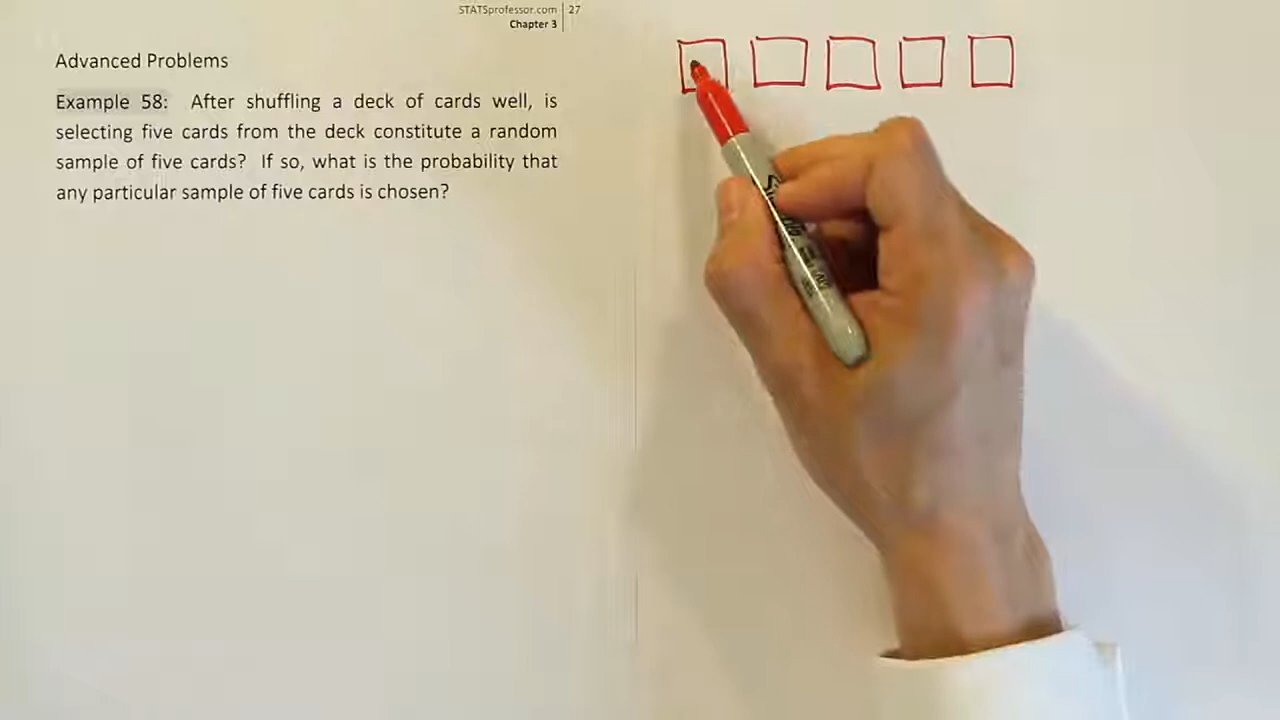 STATSprofessor.com 27
Chapter 3
Advanced Problems
Example 58: After shuffling a deck of cards well, is
selecting five cards from the deck constitute a random
sample of five cards? If so, what is the probability that
any particular sample of five cards is chosen?